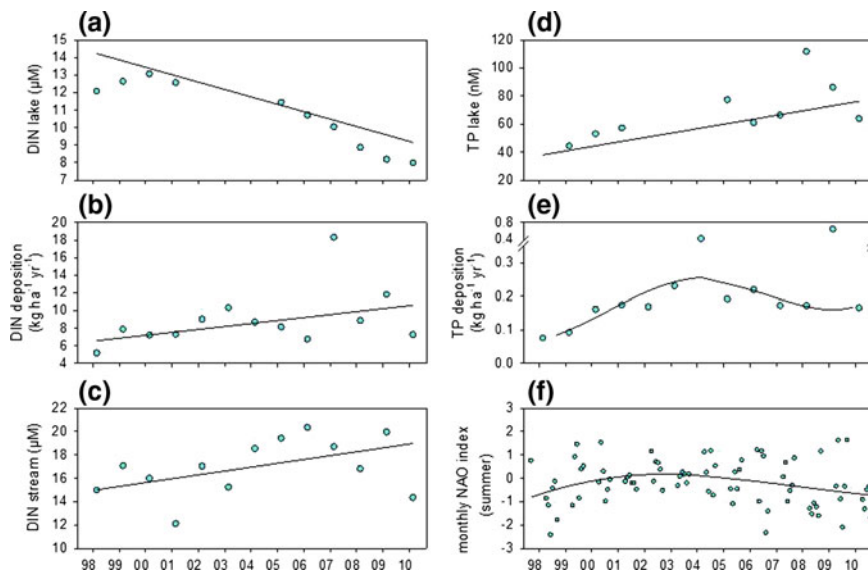 (a)
15
14
13
12
11
10
9
8
7
DIN lake (µM)
(b)
20
18
16
14
12
10
8
6
4
DIN deposition
(kg ha⁻¹ yr⁻¹)
(c)
22
20
18
16
14
12
10
DIN stream (µM)
98 99 00 01 02 03 04 05 06 07 08 09 10
(d)
120
100
80
60
40
20
TP lake (nM)
(e)
0.8
0.4
0.2
0.1
0.0
TP deposition
(kg ha⁻¹ yr⁻¹)
(f)
3
2
1
0
-1
-2
-3
monthly NAO index
(summer)
98 99 00 01 02 03 04 05 06 07 08 09 10